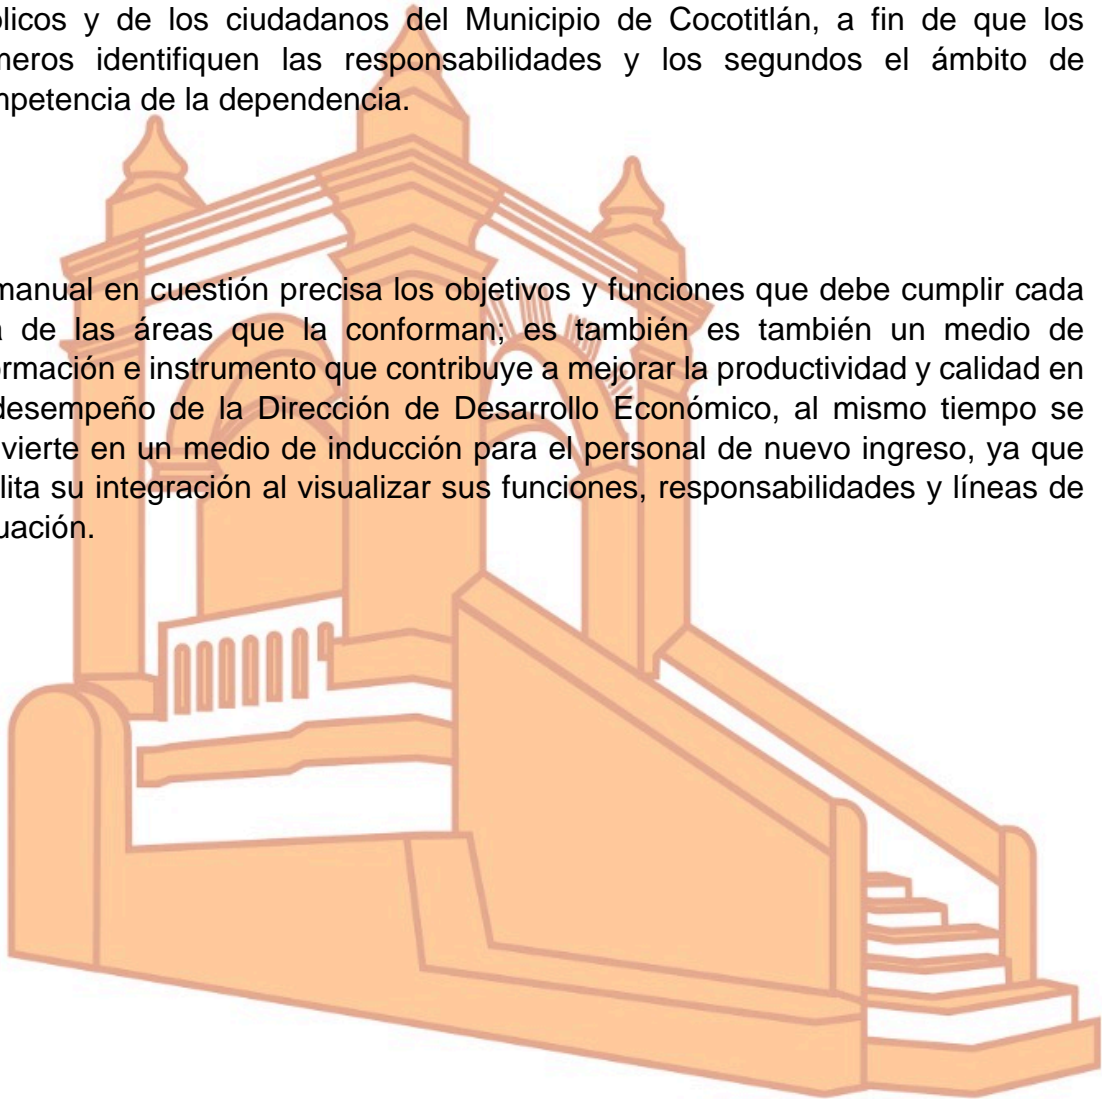 licos y de los ciudadanos del Municipio de Cocotitlán, a fin de que los
meros identifiquen las responsabilidades y los segundos el ámbito de
mpetencia de la dependencia.
manual en cuestión precisa los objetivos y funciones que debe cumplir cada
de las áreas que la conforman; es también es también un medio de
ormación e instrumento que contribuye a mejorar la productividad y calidad en
desempeño de la Dirección de Desarrollo Económico, al mismo tiempo se
vierte en un medio de inducción para el personal de nuevo ingreso, ya que
ilita su integración al visualizar sus funciones, responsabilidades y líneas de
uación.